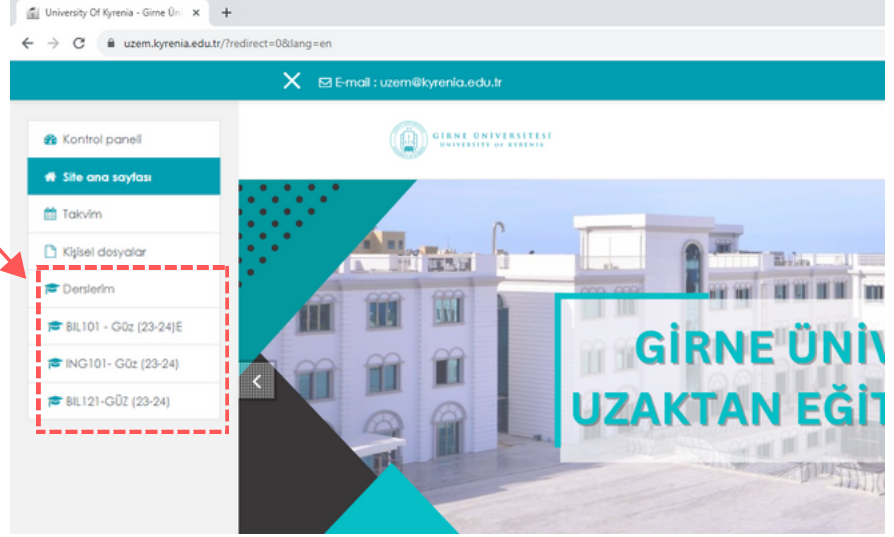 University Of Kyrenia - Girne Üni
uzem.kyrenia.edu.tr/?redirect=0&lang=en
E-mail : uzem@kyrenia.edu.tr
GİRNE ÜNİVERSİTESİ
UNIVERSITY OF KYRENIA
Kontrol paneli
Site ana sayfası
Takvim
Kişisel dosyalar
Derslerim
BIL101 - Güz (23-24)E
ING101- Güz (23-24)
BIL121-GÜZ (23-24)
GİRNE ÜNİV
UZAKTAN EĞİT